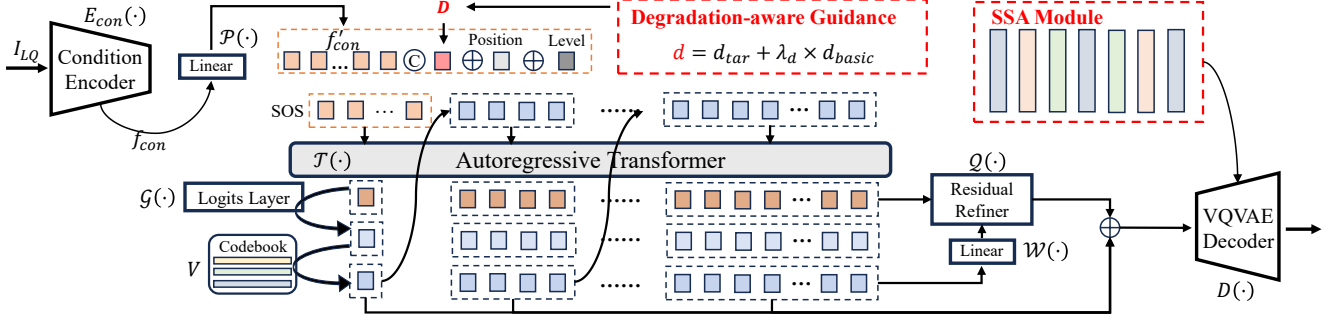 E_con(·)
I_LQ
Condition
Encoder
f_con
𝒫(·)
Linear
D
f'_con
©
Position
Level
Degradation-aware Guidance
d = d_tar + λ_d × d_basic
SSA Module
SOS
...
......
...
𝒯(·)
Autoregressive Transformer
𝒢(·)
Logits Layer
Codebook
V
......
...
......
...
......
...
𝒬(·)
Residual
Refiner
Linear
𝒲(·)
VQVAE
Decoder
D(·)